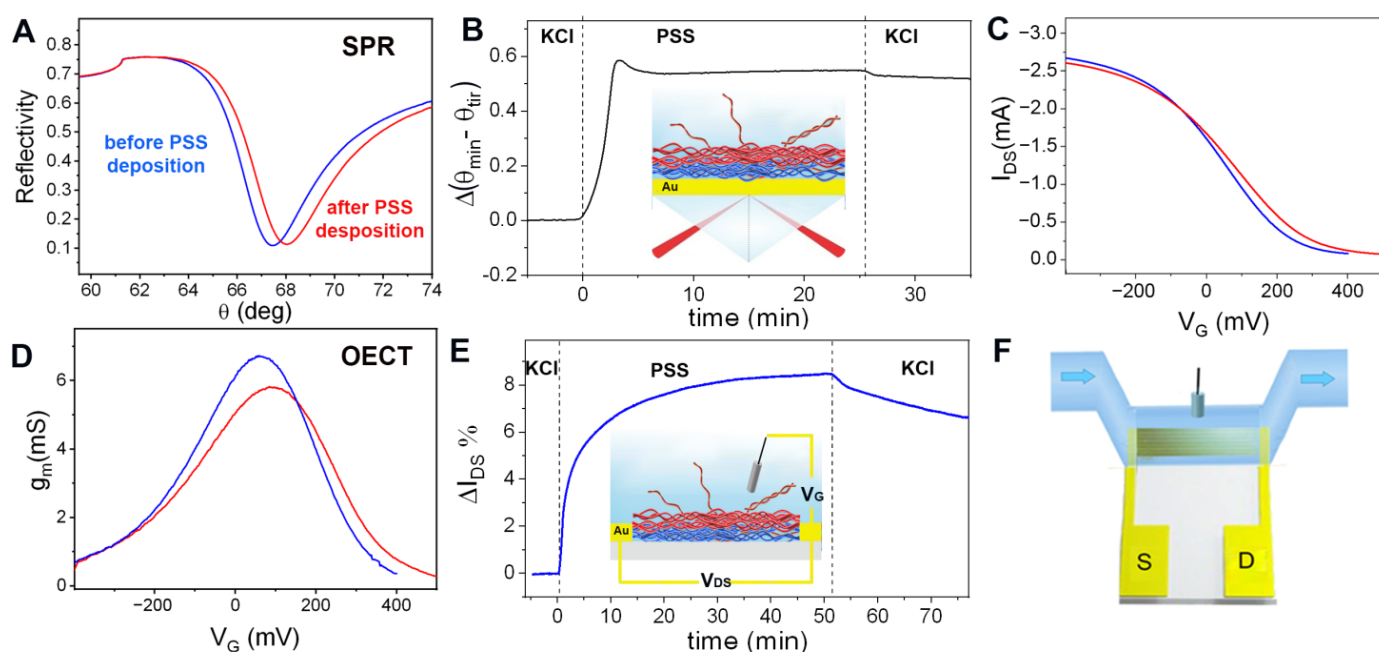 A
SPR
0.8
0.7
0.6
0.5
0.4
0.3
0.2
0.1
Reflectivity
before PSS
deposition
after PSS
desposition
60 62 64 66 68 70 72 74
θ (deg)
B
KCl PSS KCl
0.6
0.4
0.2
0.0
-0.2
Δ(θmin- θtir)
Au
0 10 20 30
time (min)
C
−3.0
−2.5
−2.0
−1.5
−1.0
−0.5
0.0
IDS(mA)
−200 0 200 400
VG (mV)
D
OECT
6
4
2
0
gm(mS)
−200 0 200 400
VG (mV)
E
KCl PSS KCl
8
6
4
2
0
ΔIDS %
Au
VG
VDS
0 10 20 30 40 50 60 70
time (min)
F
S D